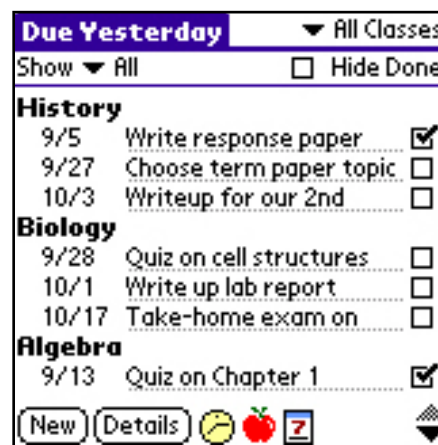 Due Yesterday All Classes
Show All Hide Done
History
9/5 Write response paper
9/27 Choose term paper topic
10/3 Writeup for our 2nd
Biology
9/28 Quiz on cell structures
10/1 Write up lab report
10/17 Take-home exam on
Algebra
9/13 Quiz on Chapter 1
New Details ?